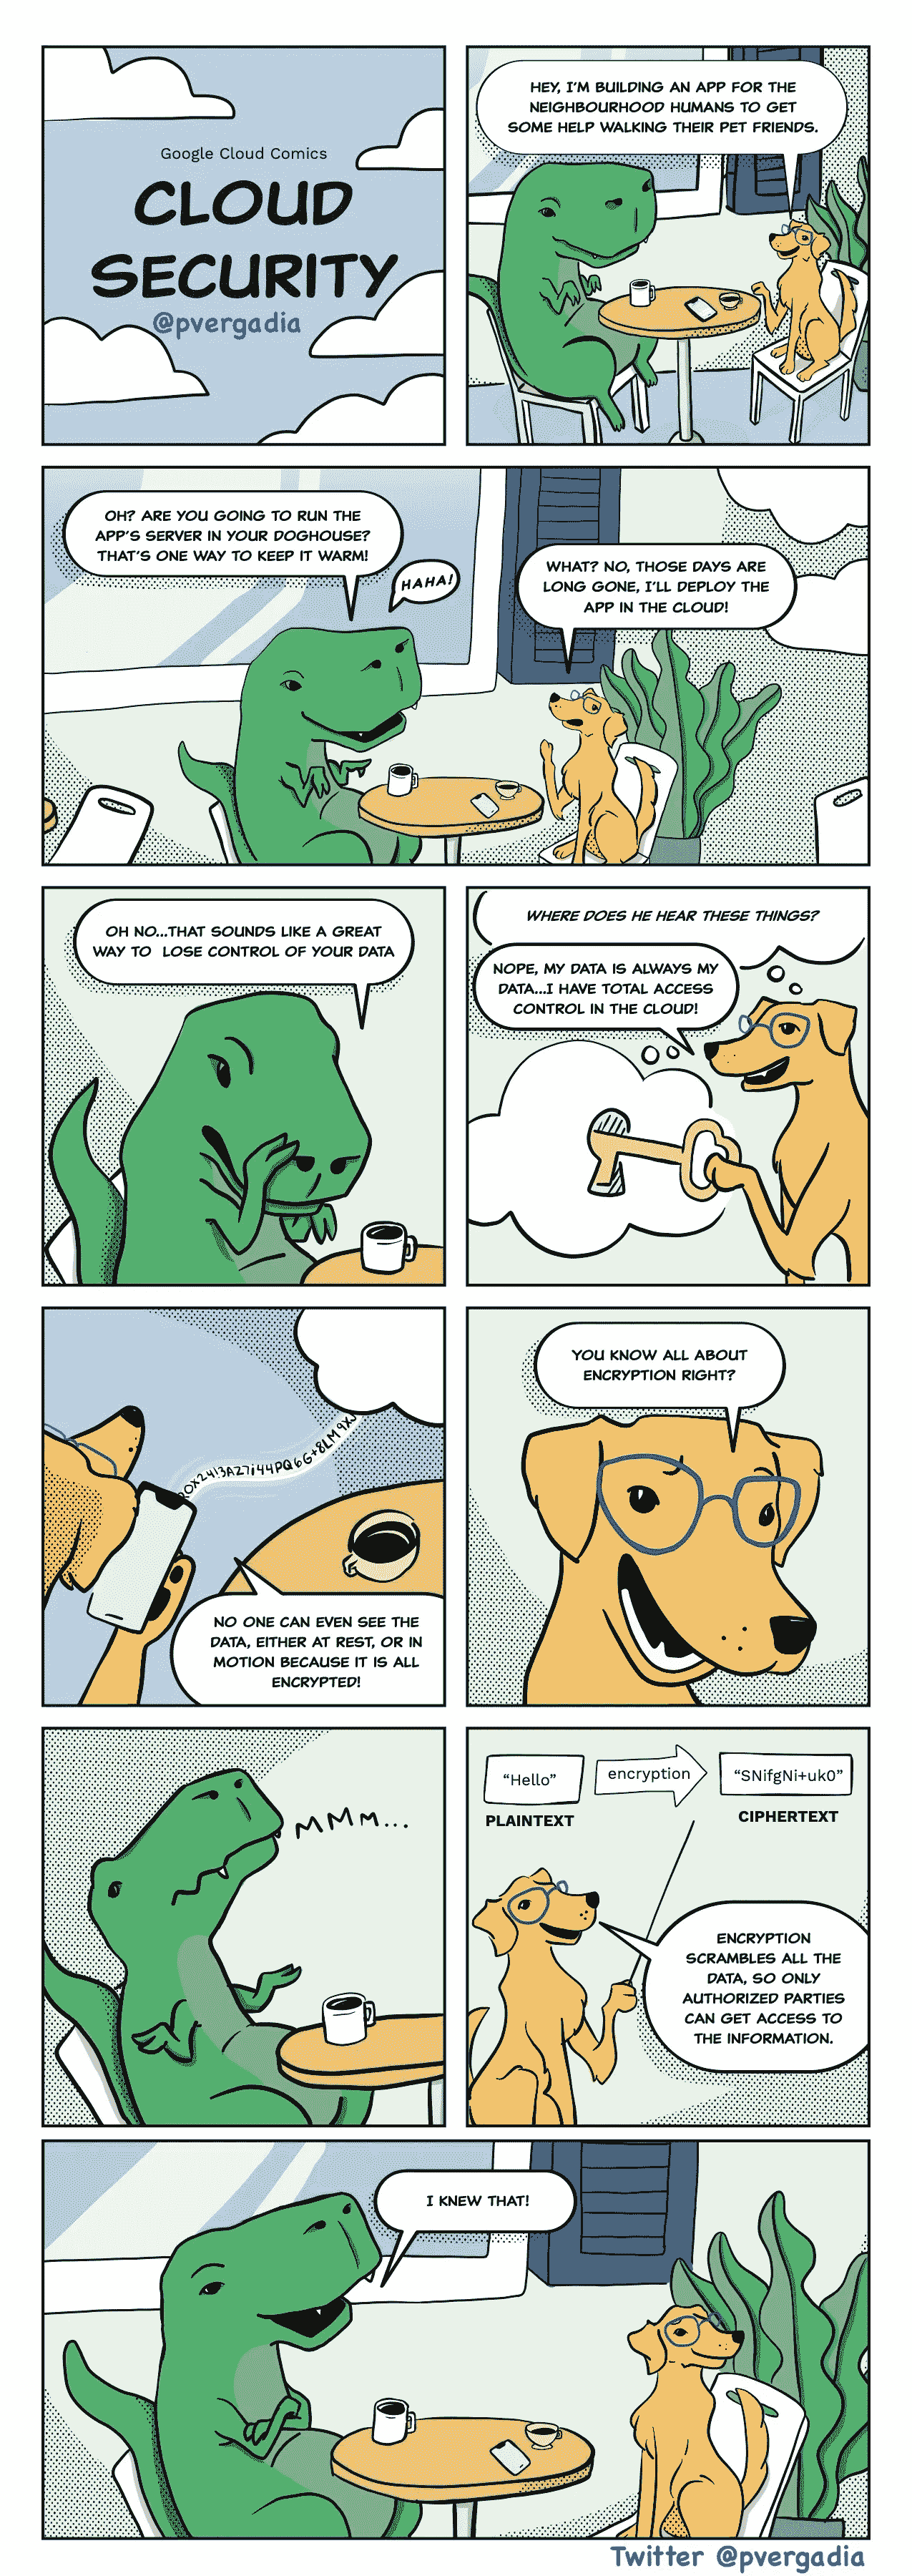 Google Cloud Comics
CLOUD
SECURITY
@pvergadia
HEY, I'M BUILDING AN APP FOR THE
NEIGHBOURHOOD HUMANS TO GET
SOME HELP WALKING THEIR PET FRIENDS.
OH? ARE YOU GOING TO RUN THE
APP'S SERVER IN YOUR DOGHOUSE?
THAT'S ONE WAY TO KEEP IT WARM!
HAHA!
WHAT? NO, THOSE DAYS ARE
LONG GONE, I'LL DEPLOY THE
APP IN THE CLOUD!
OH NO...THAT SOUNDS LIKE A GREAT
WAY TO LOSE CONTROL OF YOUR DATA
WHERE DOES HE HEAR THESE THINGS?
NOPE, MY DATA IS ALWAYS MY
DATA...I HAVE TOTAL ACCESS
CONTROL IN THE CLOUD!
NO ONE CAN EVEN SEE THE
DATA, EITHER AT REST, OR IN
MOTION BECAUSE IT IS ALL
ENCRYPTED!
YOU KNOW ALL ABOUT
ENCRYPTION RIGHT?
MMM...
"Hello"
encryption
"SNifgNi+uk0"
PLAINTEXT
CIPHERTEXT
ENCRYPTION
SCRAMBLES ALL THE
DATA, SO ONLY
AUTHORIZED PARTIES
CAN GET ACCESS TO
THE INFORMATION.
I KNEW THAT!
Twitter @pvergadia